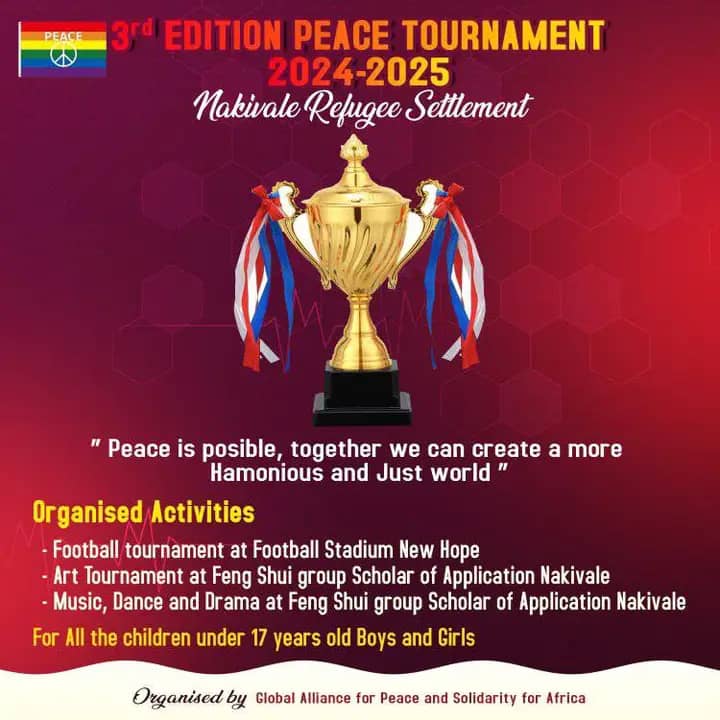 PEACE
3rd EDITION PEACE TOURNAMENT
2024-2025
Nakivale Refugee Settlement
" Peace is posible, together we can create a more
Hamonious and Just world "
Organised Activities
- Football tournament at Football Stadium New Hope
- Art Tournament at Feng Shui group Scholar of Application Nakivale
- Music, Dance and Drama at Feng Shui group Scholar of Application Nakivale
For All the children under 17 years old Boys and Girls
Organised by Global Alliance for Peace and Solidarity for Africa